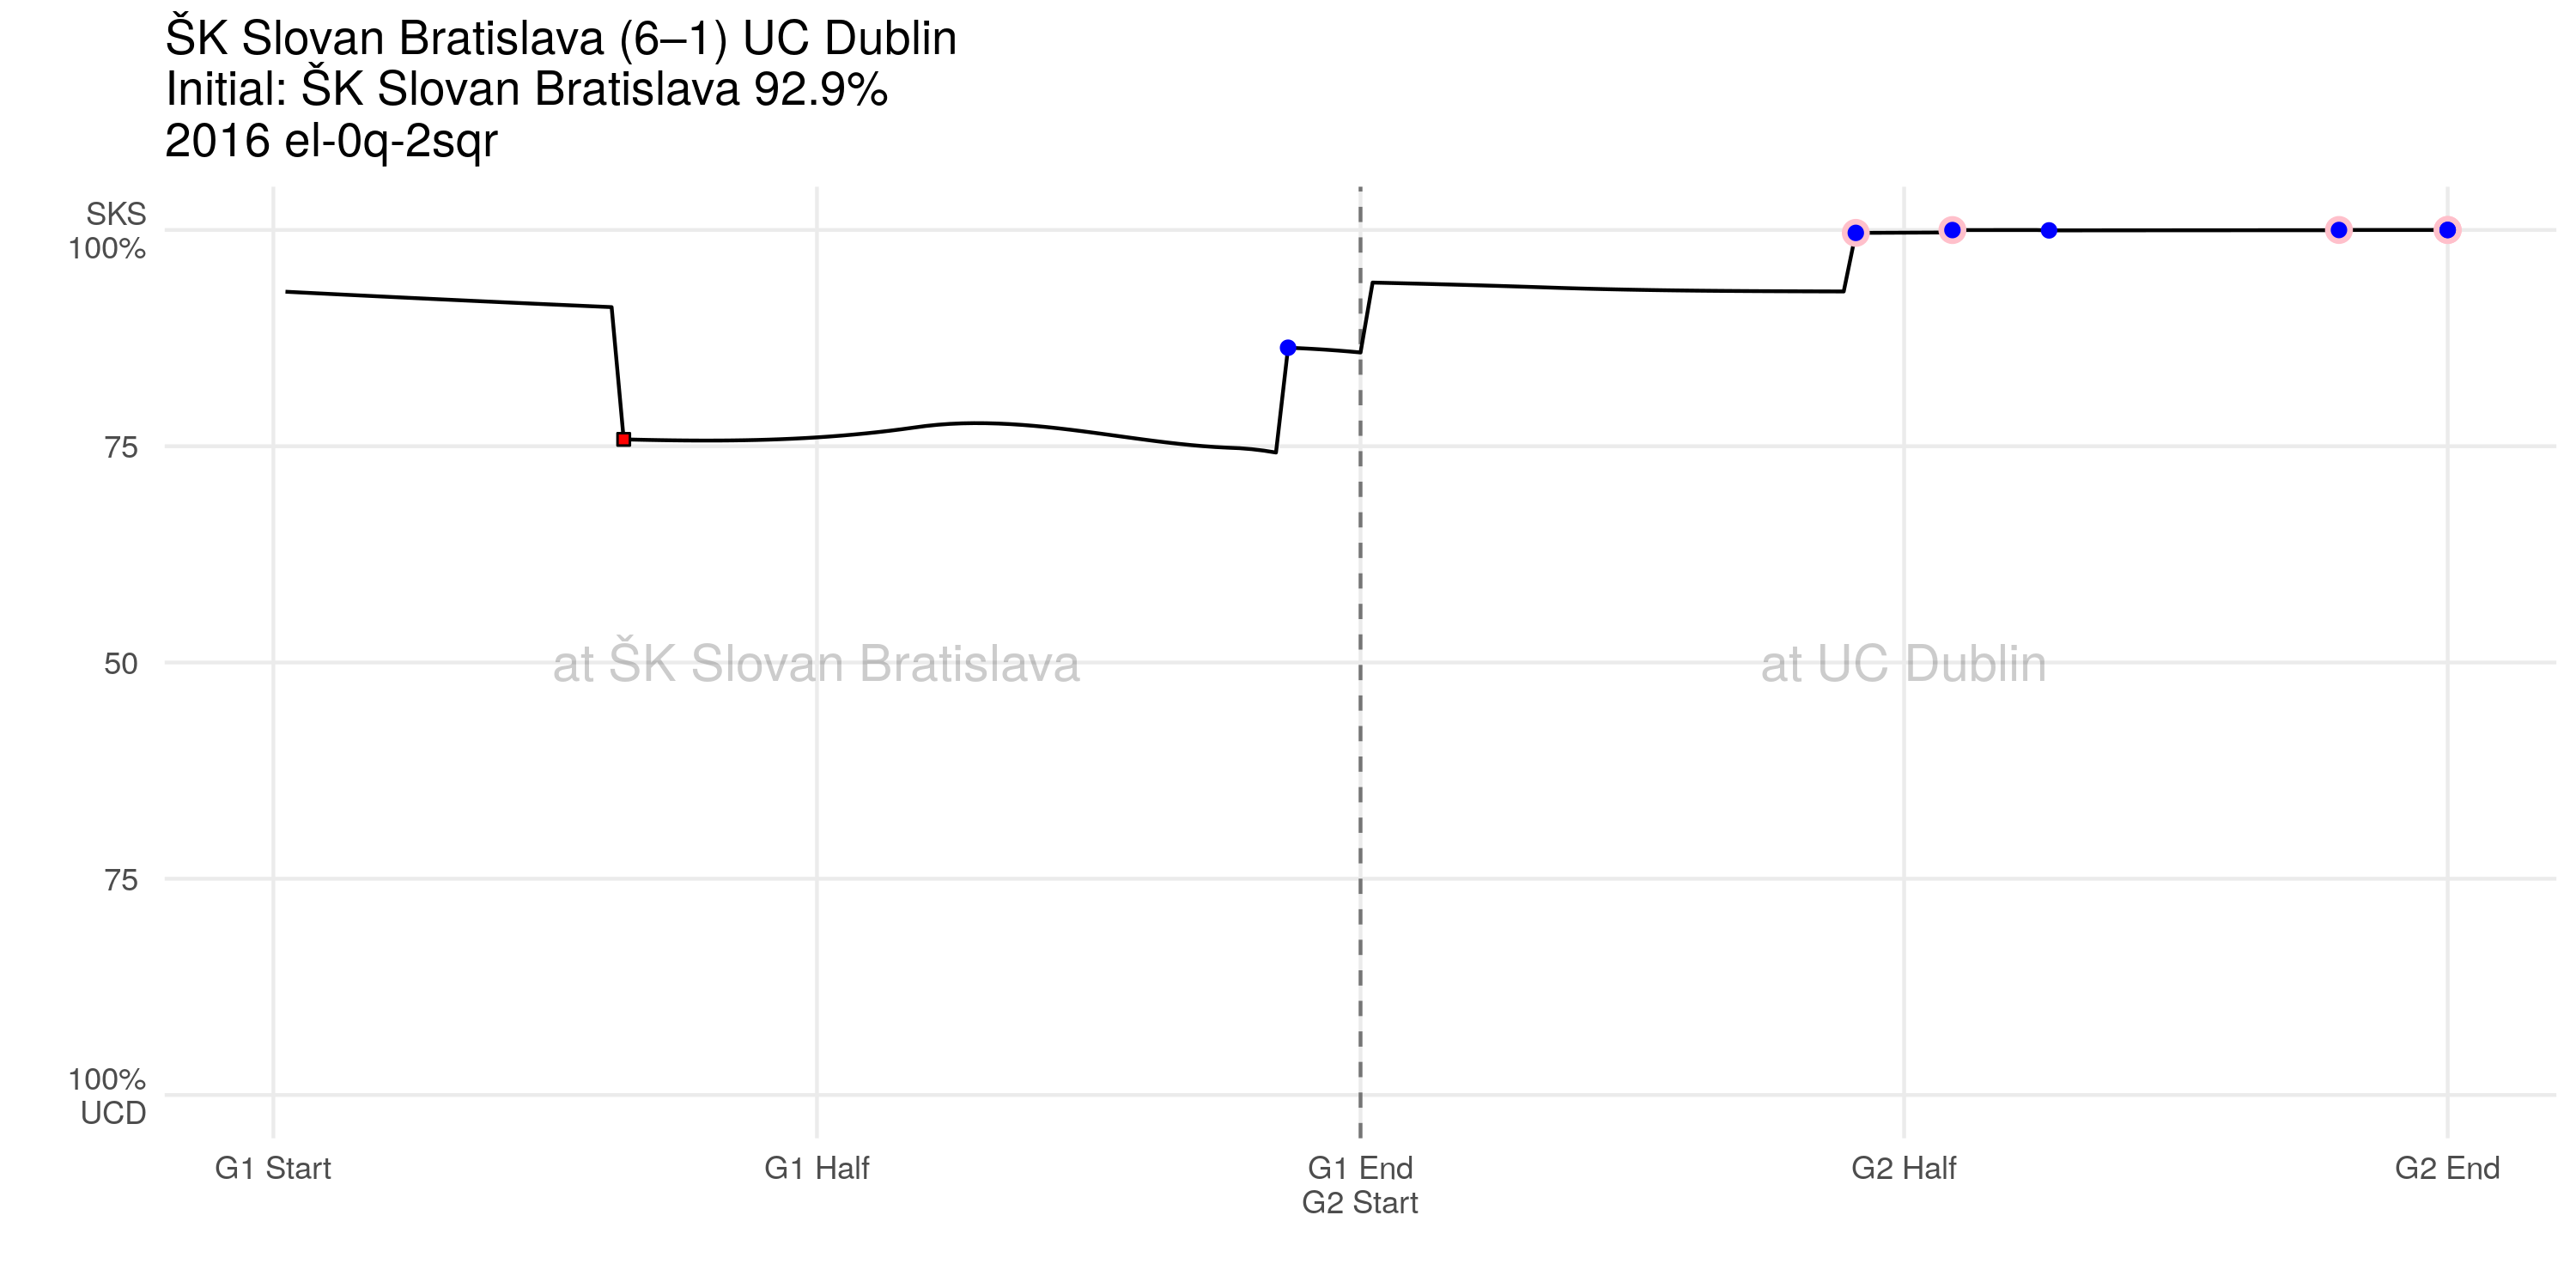 ŠK Slovan Bratislava (6–1) UC Dublin
Initial: ŠK Slovan Bratislava 92.9%
2016 el-0q-2sqr
SKS
100%
75
50
75
100%
UCD
at ŠK Slovan Bratislava
at UC Dublin
G1 Start
G1 Half
G1 End
G2 Start
G2 Half
G2 End